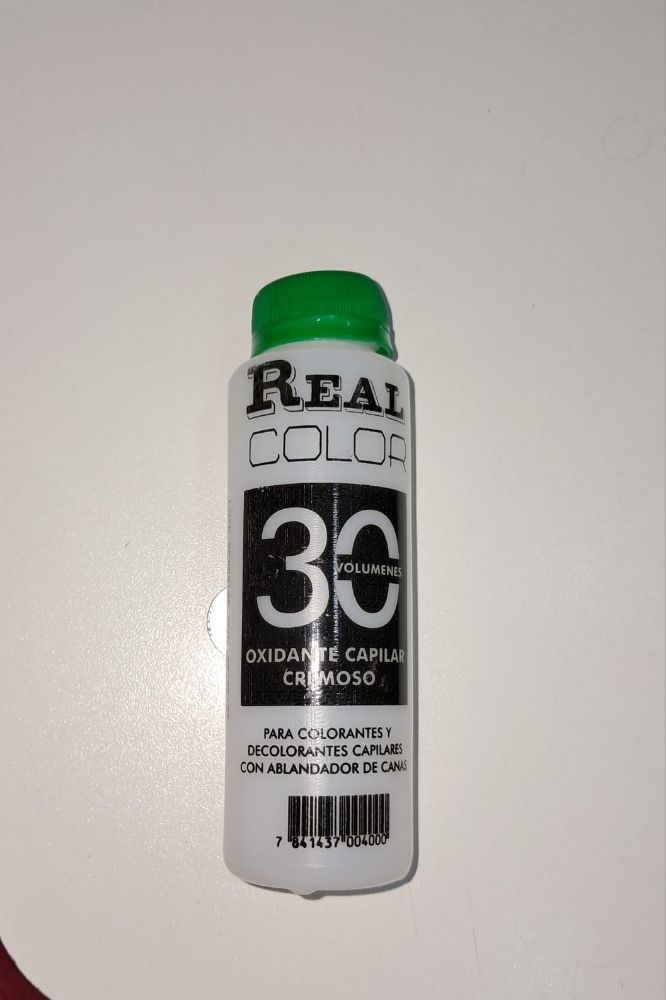 REAL
COLOR
30
VOLUMENES
OXIDANTE CAPILAR
CREMOSO
PARA COLORANTES Y
DECOLORANTES CAPILARES
CON ABLANDADOR DE CANAS
7 841437 004000